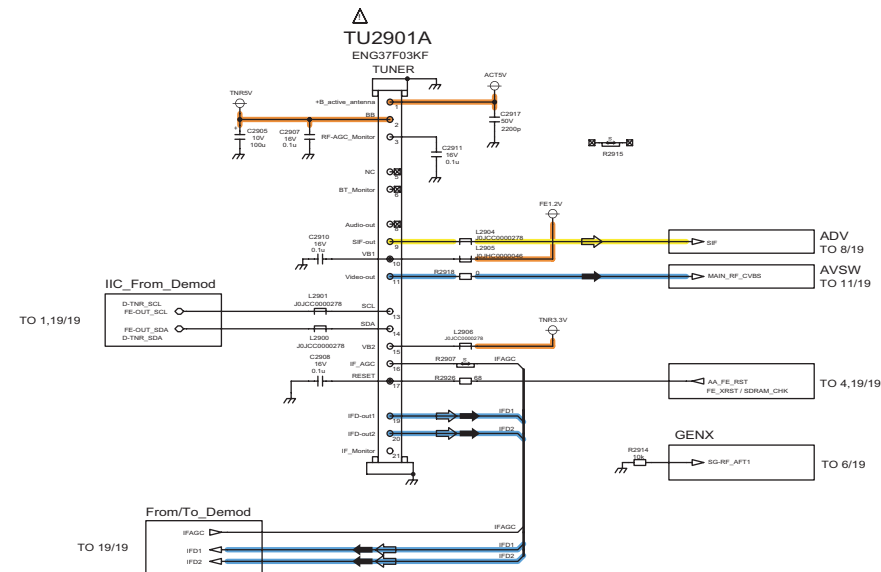 TU2901A
ENG37F03KF
TUNER
TNR5V
ACT5V
+B_active_antenna
1
BB
2
+
C2905
10V
100u
C2907
16V
0.1u
RF-AGC_Monitor
3
C2917
50V
2200p
C2911
16V
0.1u
S
R2915
NC
5
BT_Monitor
6
FE1.2V
Audio-out
8
L2904
J0JCC0000278
SIF-out
9
SIF
ADV
TO 8/19
C2910
16V
0.1u
VB1
10
L2905
J0JHC0000046
Video-out
11
R2918
0
MAIN_RF_CVBS
AVSW
TO 11/19
IIC_From_Demod
D-TNR_SCL
FE-OUT_SCL
FE-OUT_SDA
D-TNR_SDA
TO 1,19/19
L2901
J0JCC0000278
SCL
13
SDA
14
L2900
J0JCC0000278
TNR3.3V
L2906
J0JCC0000278
VB2
15
C2908
16V
0.1u
IF_AGC
16
R2907
S
IFAGC
RESET
17
R2926
68
AA_FE_RST
FE_XRST / SDRAM_CHK
TO 4,19/19
IFD-out1
19
IFD1
IFD-out2
20
IFD2
IF_Monitor
21
GENX
R2914
10k
SG-RF_AFT1
TO 6/19
From/To_Demod
IFAGC
IFAGC
TO 19/19
IFD1
IFD1
IFD2
IFD2